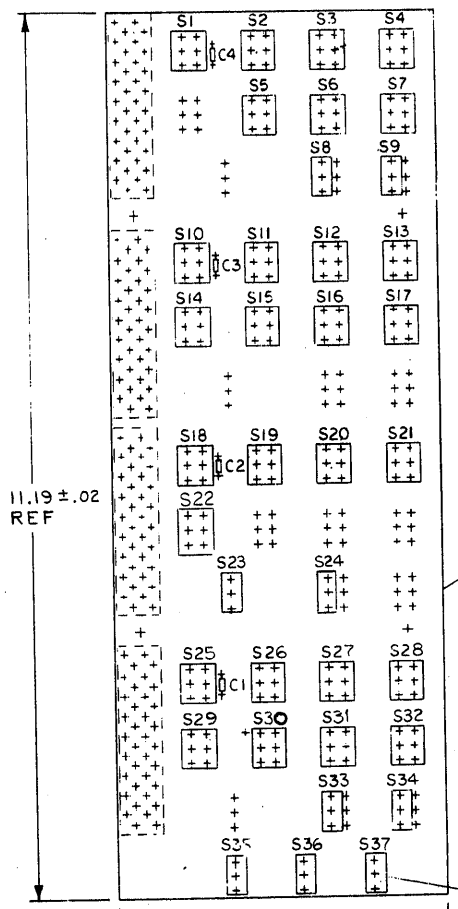 S1 S2 S3 S4
C4
S5 S6 S7
S8 S9
S10 S11 S12 S13
C3
S14 S15 S16 S17
S18 S19 S20 S21
C2
11.19 ±.02
REF
S22
S23 S24
S25 S26 S27 S28
C1
S29 S30 S31 S32
S33 S34
S35 S36 S37